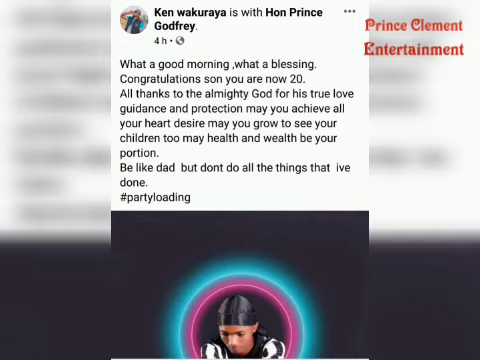 Ken wakuraya is with Hon Prince
Godfrey.
4 h •
Prince Clement
Entertainment
What a good morning ,what a blessing.
Congratulations son you are now 20.
All thanks to the almighty God for his true love
guidance and protection may you achieve all
your heart desire may you grow to see your
children too may health and wealth be your
portion.
Be like dad but dont do all the things that ive
done.
#partyloading